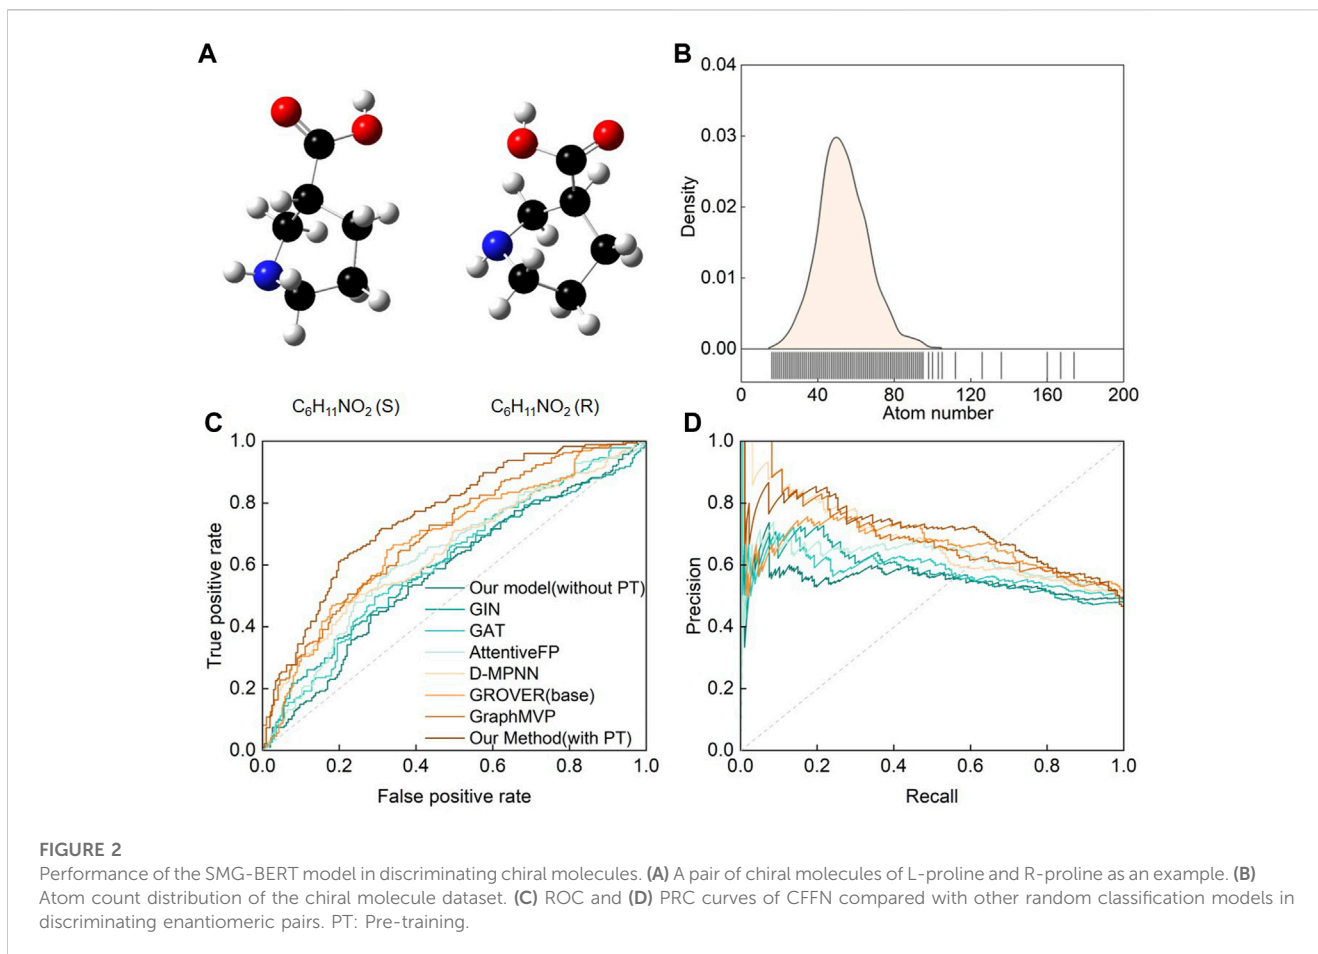 A
B
C₆H₁₁NO₂ (S)
C₆H₁₁NO₂ (R)
0.04
0.03
0.02
0.01
0.00
Density
0 40 80 120 160 200
Atom number
C
1.0
0.8
0.6
0.4
0.2
0.0
True positive rate
Our model(without PT)
GIN
GAT
AttentiveFP
D-MPNN
GROVER(base)
GraphMVP
Our Method(with PT)
0.0 0.2 0.4 0.6 0.8 1.0
False positive rate
D
1.0
0.8
0.6
0.4
0.2
0.0
Precision
0.0 0.2 0.4 0.6 0.8 1.0
Recall
FIGURE 2
Performance of the SMG-BERT model in discriminating chiral molecules. (A) A pair of chiral molecules of L-proline and R-proline as an example. (B)
Atom count distribution of the chiral molecule dataset. (C) ROC and (D) PRC curves of CFFN compared with other random classification models in
discriminating enantiomeric pairs. PT: Pre-training.